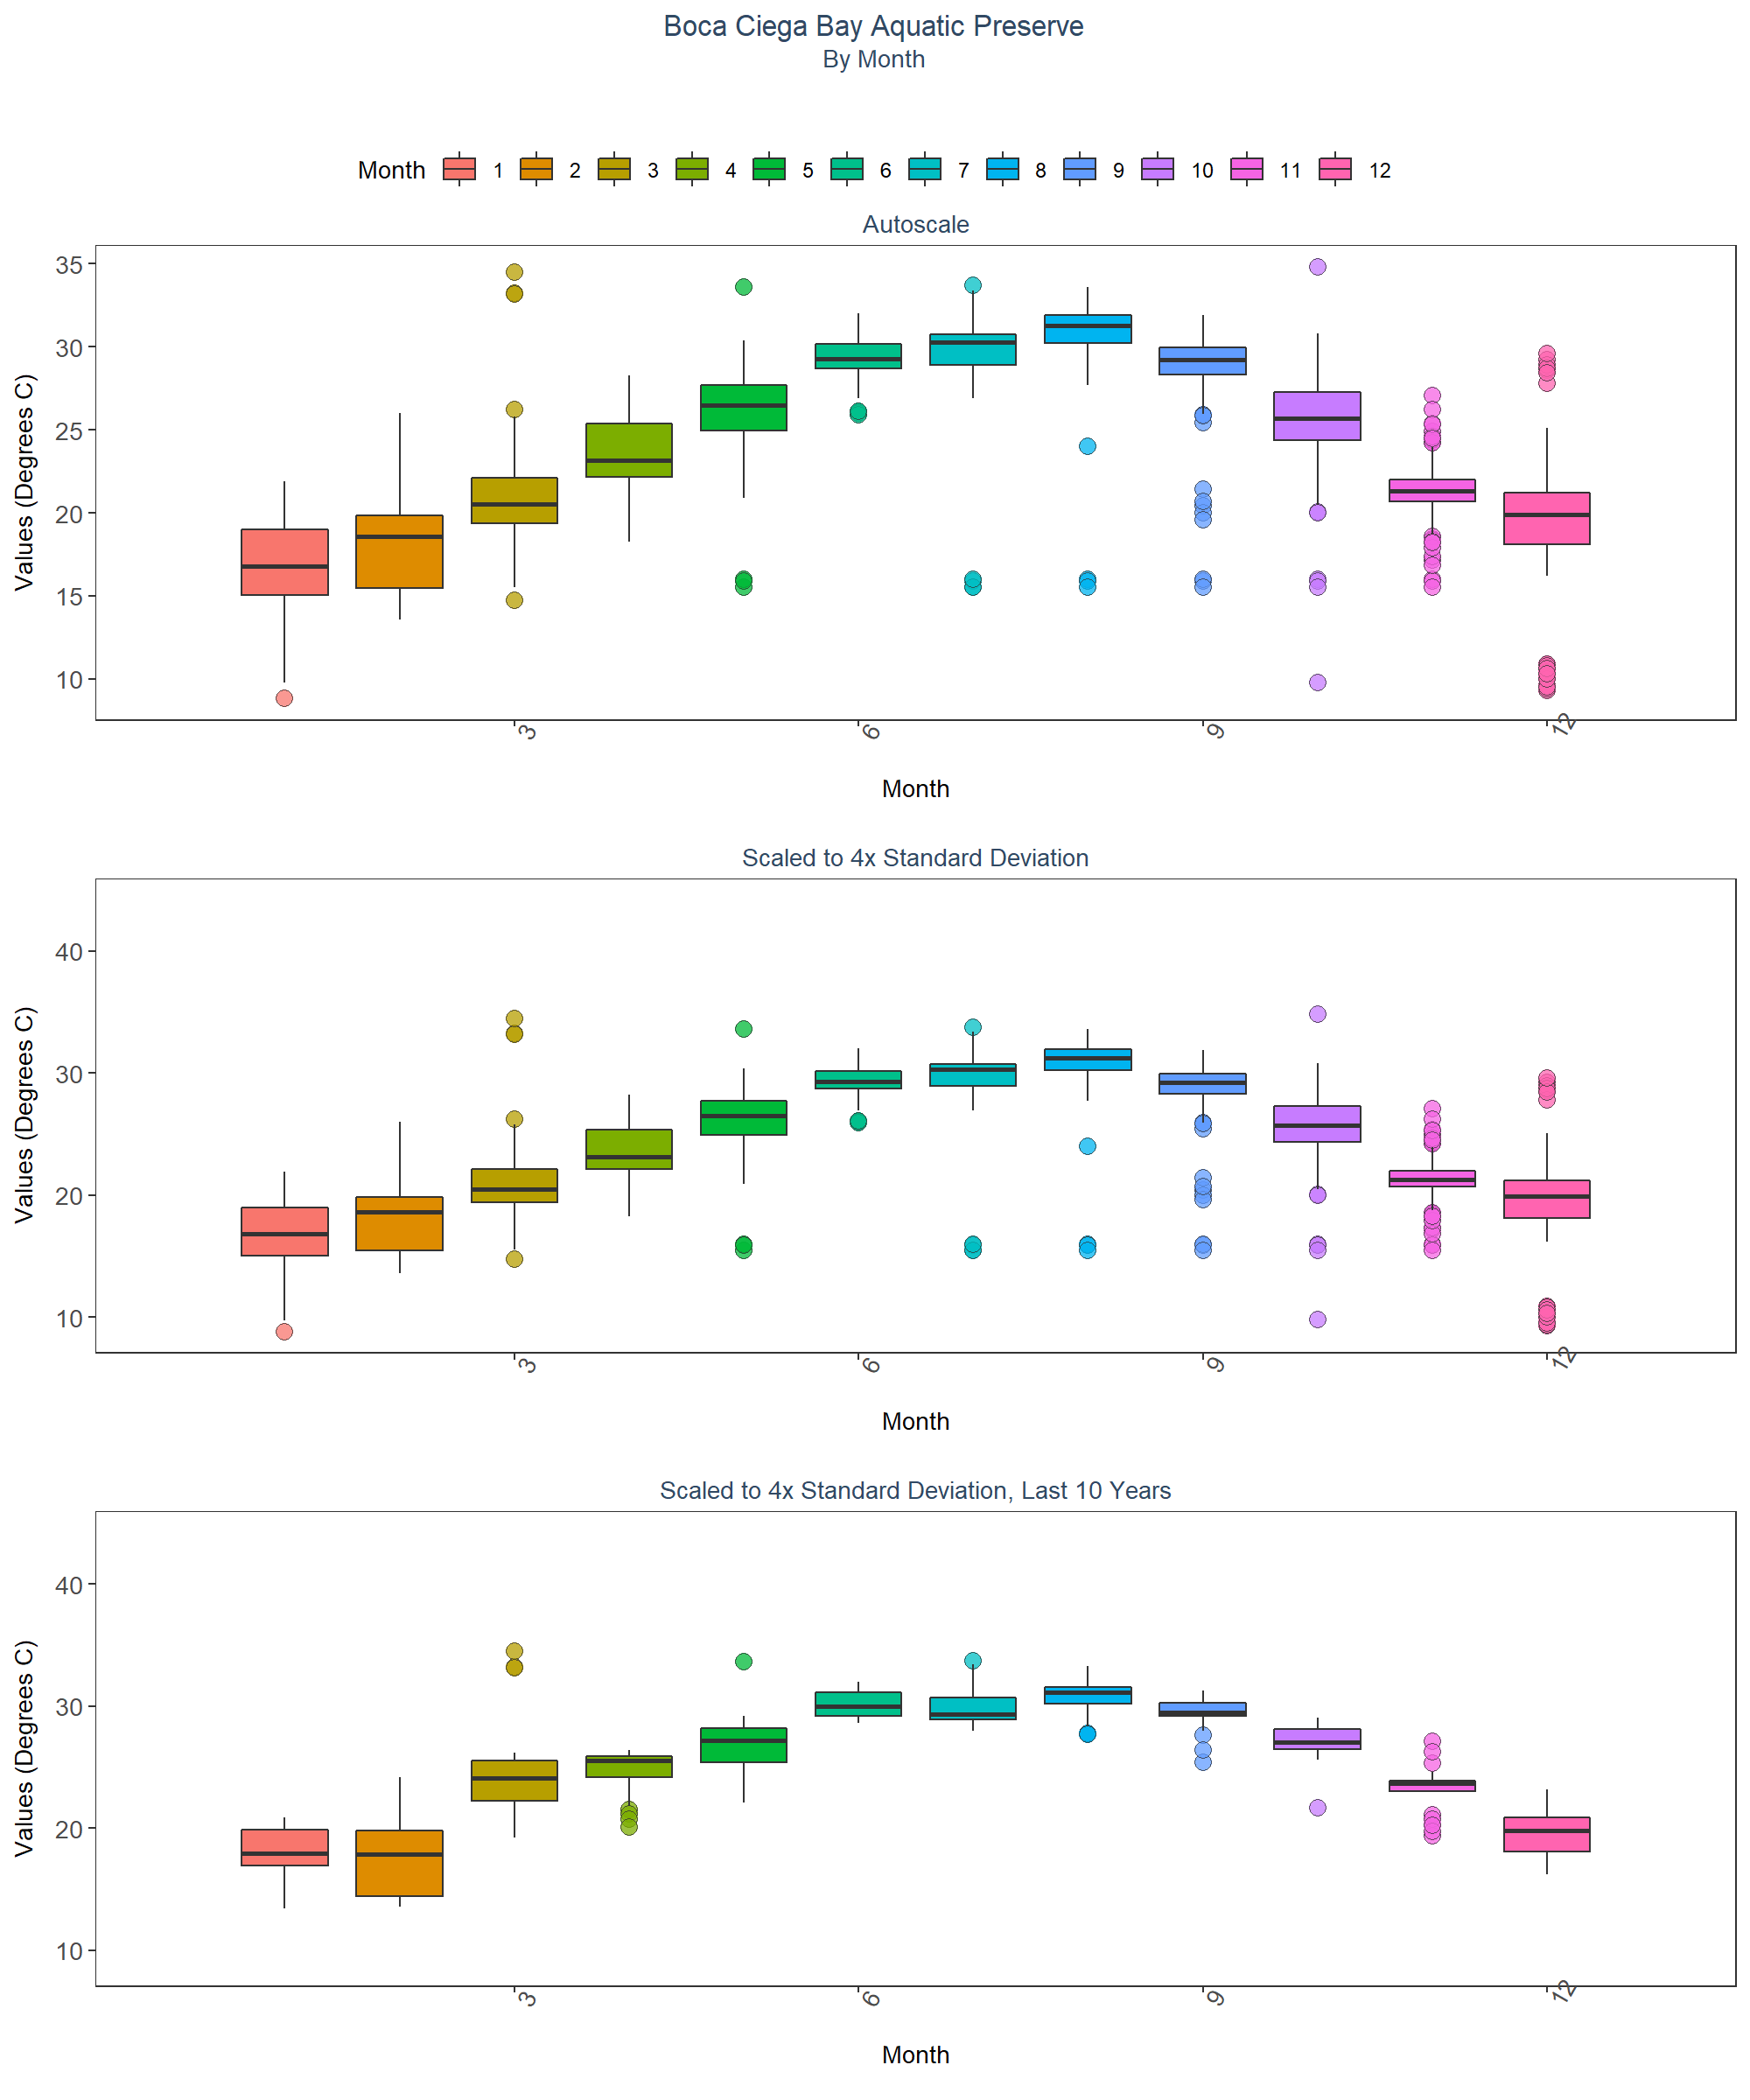 Boca Ciega Bay Aquatic Preserve
By Month
Month 1 2 3 4 5 6 7 8 9 10 11 12
Autoscale
Values (Degrees C)
35
30
25
20
15
10
3 6 9 12
Month
Scaled to 4x Standard Deviation
Values (Degrees C)
40
30
20
10
3 6 9 12
Month
Scaled to 4x Standard Deviation, Last 10 Years
Values (Degrees C)
40
30
20
10
3 6 9 12
Month